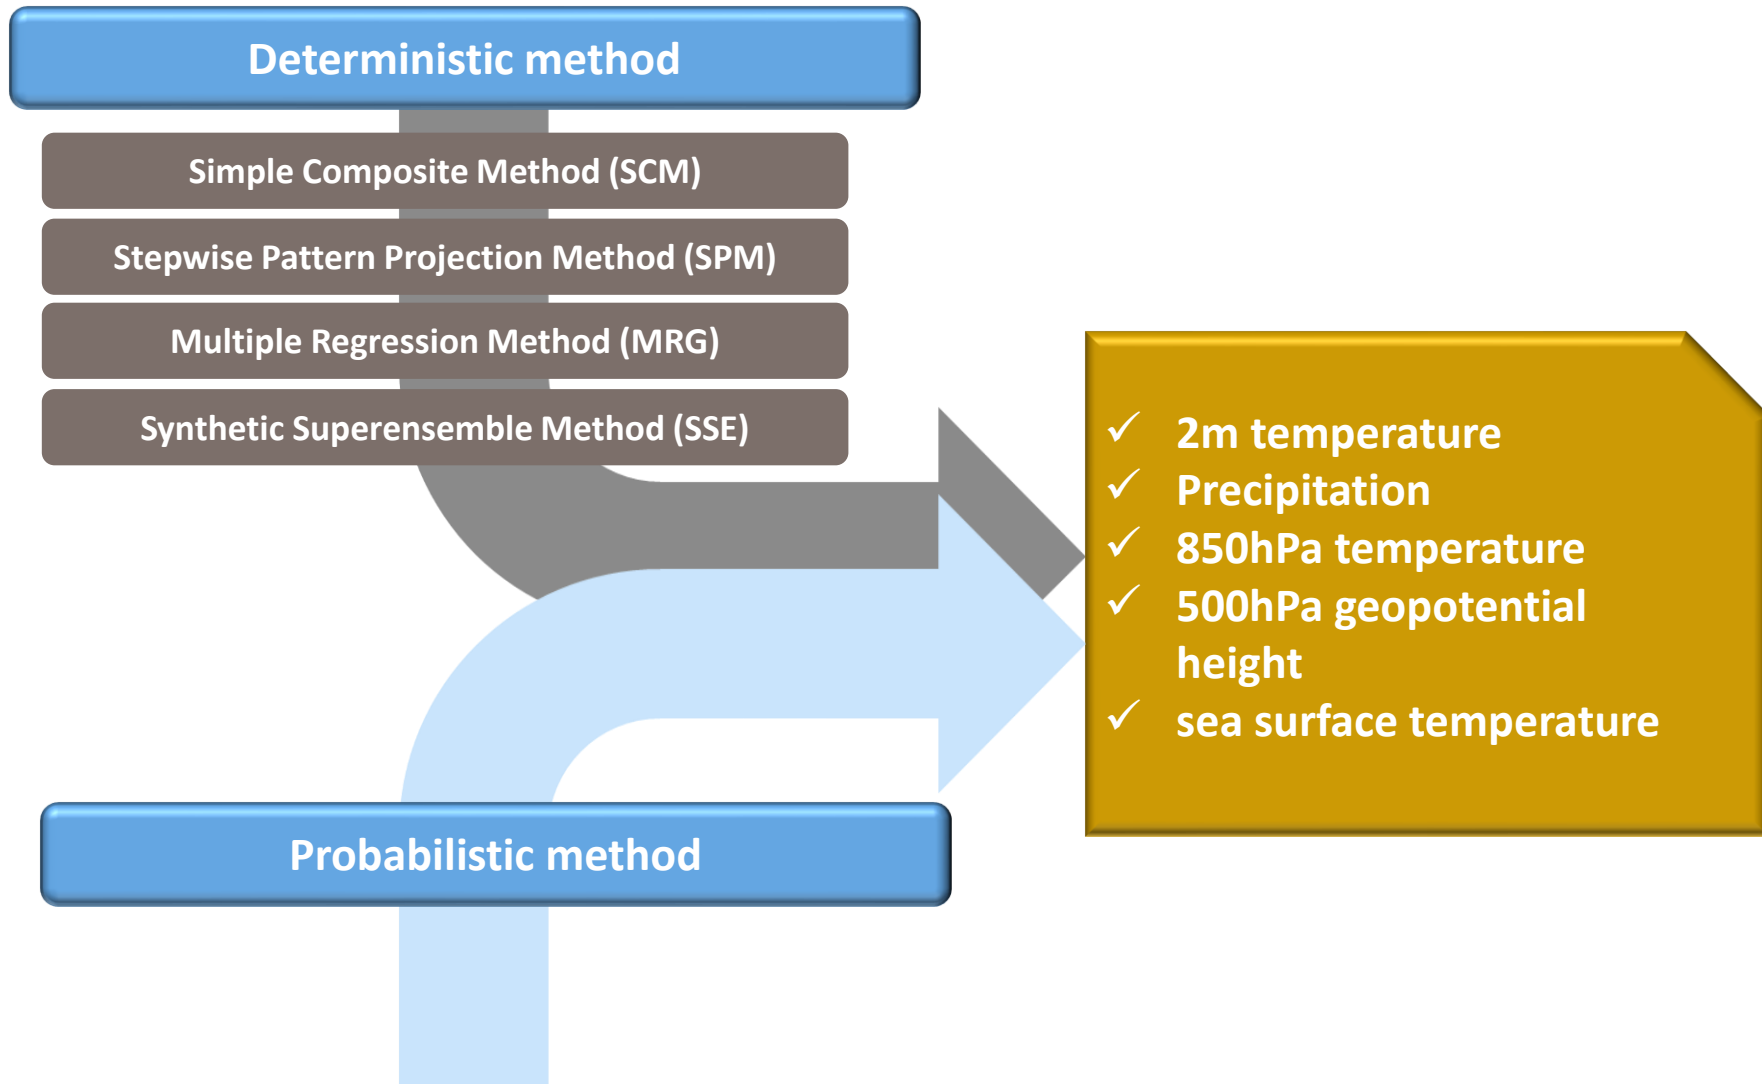 Deterministic method
Simple Composite Method (SCM)
Stepwise Pattern Projection Method (SPM)
Multiple Regression Method (MRG)
Synthetic Superensemble Method (SSE)
✓ 2m temperature
✓ Precipitation
✓ 850hPa temperature
✓ 500hPa geopotential
height
✓ sea surface temperature
Probabilistic method